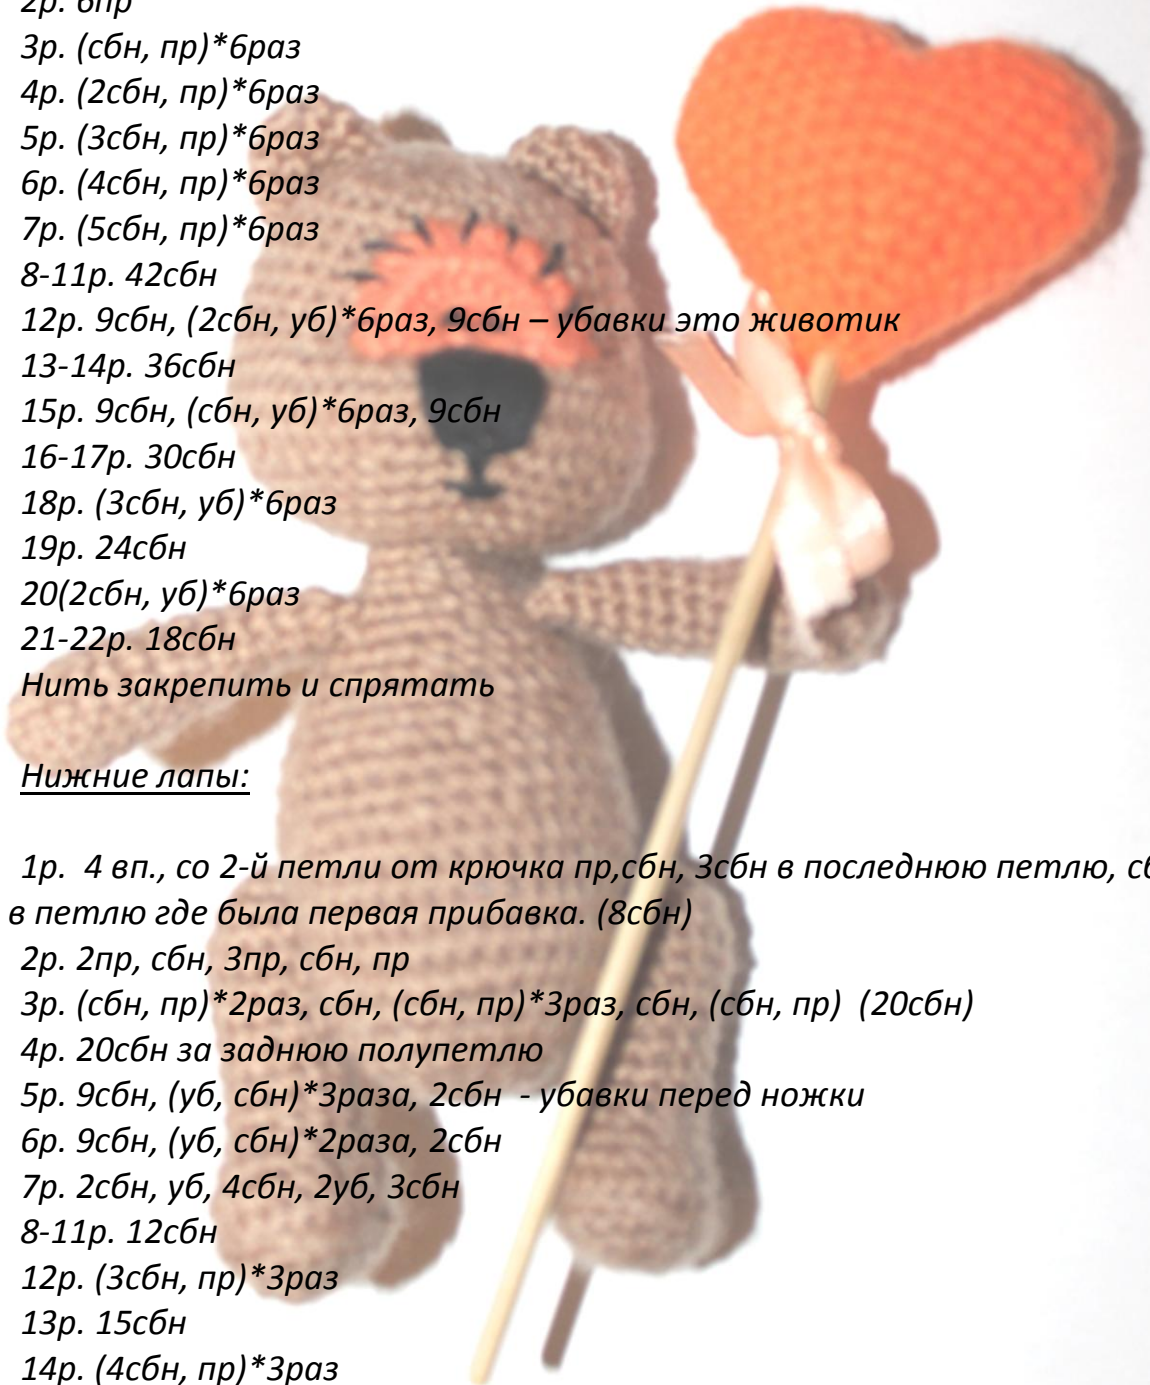 2р. 6пр
3р. (сбн, пр)*6раз
4р. (2сбн, пр)*6раз
5р. (3сбн, пр)*6раз
6р. (4сбн, пр)*6раз
7р. (5сбн, пр)*6раз
8-11р. 42сбн
12р. 9сбн, (2сбн, уб)*6раз, 9сбн – убавки это животик
13-14р. 36сбн
15р. 9сбн, (сбн, уб)*6раз, 9сбн
16-17р. 30сбн
18р. (3сбн, уб)*6раз
19р. 24сбн
20(2сбн, уб)*6раз
21-22р. 18сбн
Нить закрепить и спрятать
Нижние лапы:
1р. 4 вп., со 2-й петли от крючка пр,сбн, 3сбн в последнюю петлю,
в петлю где была первая прибавка. (8сбн)
2р. 2пр, сбн, 3пр, сбн, пр
3р. (сбн, пр)*2раз, сбн, (сбн, пр)*3раз, сбн, (сбн, пр) (20сбн)
4р. 20сбн за заднюю полупетлю
5р. 9сбн, (уб, сбн)*3раза, 2сбн - убавки перед ножки
6р. 9сбн, (уб, сбн)*2раза, 2сбн
7р. 2сбн, уб, 4сбн, 2уб, 3сбн
8-11р. 12сбн
12р. (3сбн, пр)*3раз
13р. 15сбн
14р. (4сбн, пр)*3раз